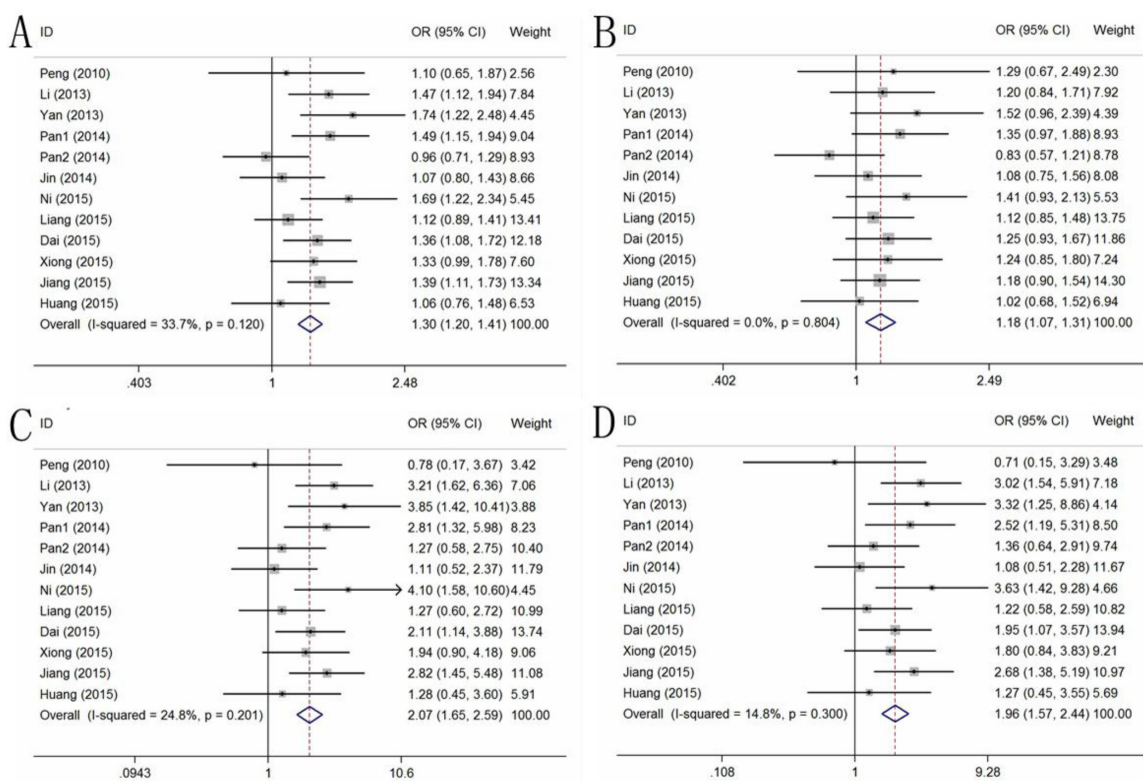 A
ID OR (95% CI) Weight
Peng (2010) 1.10 (0.65, 1.87) 2.56
Li (2013) 1.47 (1.12, 1.94) 7.84
Yan (2013) 1.74 (1.22, 2.48) 4.45
Pan1 (2014) 1.49 (1.15, 1.94) 9.04
Pan2 (2014) 0.96 (0.71, 1.29) 8.93
Jin (2014) 1.07 (0.80, 1.43) 8.66
Ni (2015) 1.69 (1.22, 2.34) 5.45
Liang (2015) 1.12 (0.89, 1.41) 13.41
Dai (2015) 1.36 (1.08, 1.72) 12.18
Xiong (2015) 1.33 (0.99, 1.78) 7.60
Jiang (2015) 1.39 (1.11, 1.73) 13.34
Huang (2015) 1.06 (0.76, 1.48) 6.53
Overall (I-squared = 33.7%, p = 0.120) 1.30 (1.20, 1.41) 100.00
.403 1 2.48
B
ID OR (95% CI) Weight
Peng (2010) 1.29 (0.67, 2.49) 2.30
Li (2013) 1.20 (0.84, 1.71) 7.92
Yan (2013) 1.52 (0.96, 2.39) 4.39
Pan1 (2014) 1.35 (0.97, 1.88) 8.93
Pan2 (2014) 0.83 (0.57, 1.21) 8.78
Jin (2014) 1.08 (0.75, 1.56) 8.08
Ni (2015) 1.41 (0.93, 2.13) 5.53
Liang (2015) 1.12 (0.85, 1.48) 13.75
Dai (2015) 1.25 (0.93, 1.67) 11.86
Xiong (2015) 1.24 (0.85, 1.80) 7.24
Jiang (2015) 1.18 (0.90, 1.54) 14.30
Huang (2015) 1.02 (0.68, 1.52) 6.94
Overall (I-squared = 0.0%, p = 0.804) 1.18 (1.07, 1.31) 100.00
.402 1 2.49
C
ID OR (95% CI) Weight
Peng (2010) 0.78 (0.17, 3.67) 3.42
Li (2013) 3.21 (1.62, 6.36) 7.06
Yan (2013) 3.85 (1.42, 10.41) 3.88
Pan1 (2014) 2.81 (1.32, 5.98) 8.23
Pan2 (2014) 1.27 (0.58, 2.75) 10.40
Jin (2014) 1.11 (0.52, 2.37) 11.79
Ni (2015) 4.10 (1.58, 10.60) 4.45
Liang (2015) 1.27 (0.60, 2.72) 10.99
Dai (2015) 2.11 (1.14, 3.88) 13.74
Xiong (2015) 1.94 (0.90, 4.18) 9.06
Jiang (2015) 2.82 (1.45, 5.48) 11.08
Huang (2015) 1.28 (0.45, 3.60) 5.91
Overall (I-squared = 24.8%, p = 0.201) 2.07 (1.65, 2.59) 100.00
.0943 1 10.6
D
ID OR (95% CI) Weight
Peng (2010) 0.71 (0.15, 3.29) 3.48
Li (2013) 3.02 (1.54, 5.91) 7.18
Yan (2013) 3.32 (1.25, 8.86) 4.14
Pan1 (2014) 2.52 (1.19, 5.31) 8.50
Pan2 (2014) 1.36 (0.64, 2.91) 9.74
Jin (2014) 1.08 (0.51, 2.28) 11.67
Ni (2015) 3.63 (1.42, 9.28) 4.66
Liang (2015) 1.22 (0.58, 2.59) 10.82
Dai (2015) 1.95 (1.07, 3.57) 13.94
Xiong (2015) 1.80 (0.84, 3.83) 9.21
Jiang (2015) 2.68 (1.38, 5.19) 10.97
Huang (2015) 1.27 (0.45, 3.55) 5.69
Overall (I-squared = 14.8%, p = 0.300) 1.96 (1.57, 2.44) 100.00
.108 1 9.28